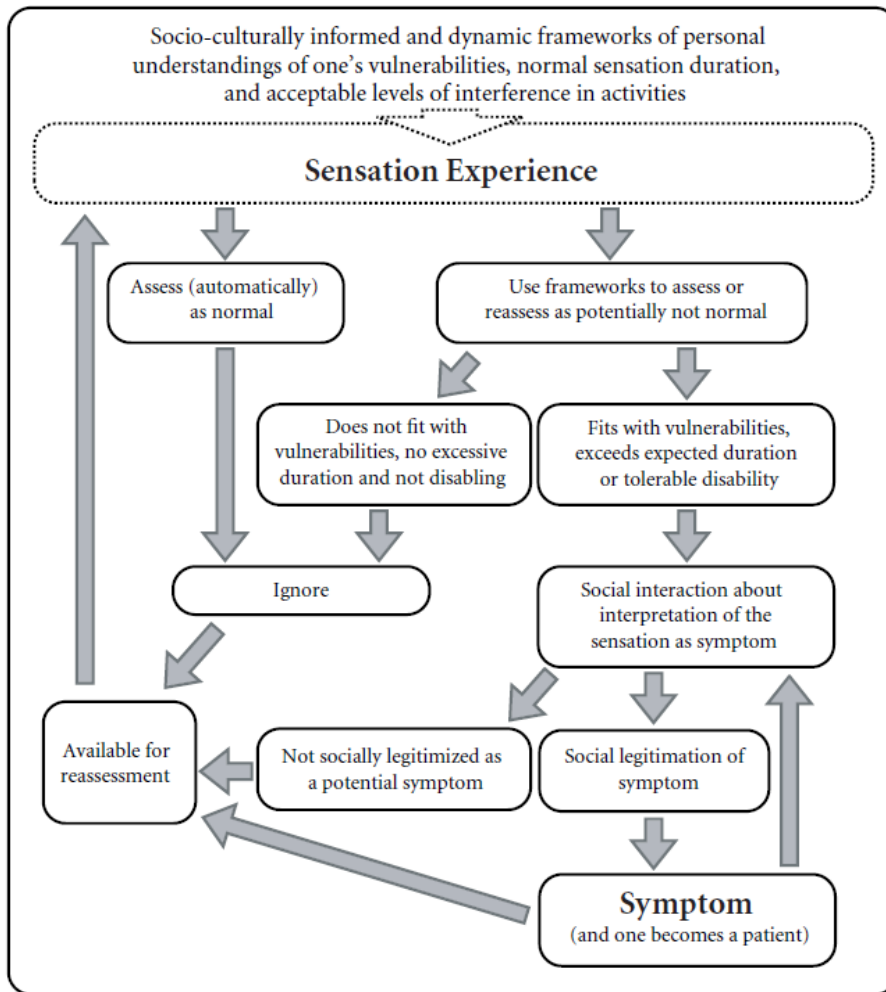 Socio-culturally informed and dynamic frameworks of personal
understandings of one’s vulnerabilities, normal sensation duration,
and acceptable levels of interference in activities
Sensation Experience
Assess (automatically)
as normal
Use frameworks to assess or
reassess as potentially not normal
Does not fit with
vulnerabilities, no excessive
duration and not disabling
Fits with vulnerabilities,
exceeds expected duration
or tolerable disability
Ignore
Social interaction about
interpretation of the
sensation as symptom
Available for
reassessment
Not socially legitimized as
a potential symptom
Social legitimation of
symptom
Symptom
(and one becomes a patient)